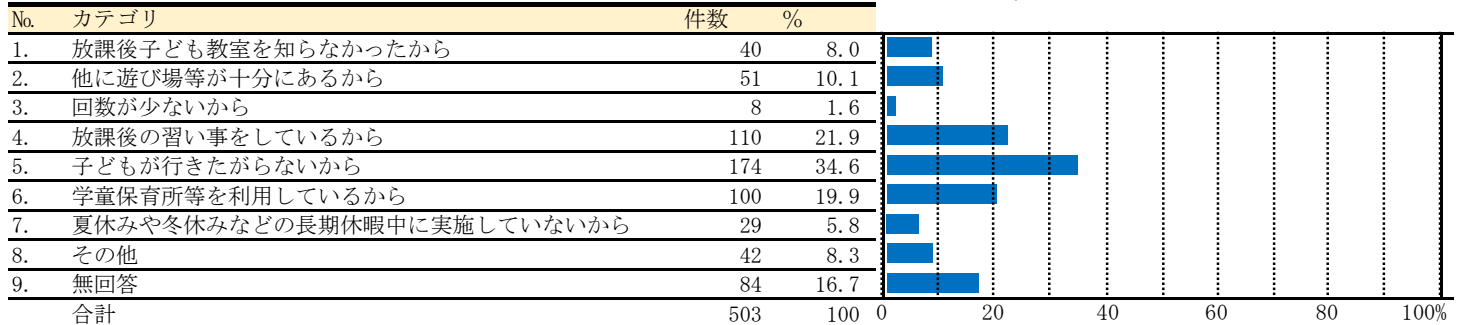 № カテゴリ 件数 %
1. 放課後子ども教室を知らなかったから 40 8.0
2. 他に遊び場等が十分にあるから 51 10.1
3. 回数が少ないから 8 1.6
4. 放課後の習い事をしているから 110 21.9
5. 子どもが行きたがらないから 174 34.6
6. 学童保育所等を利用しているから 100 19.9
7. 夏休みや冬休みなどの長期休暇中に実施していないから 29 5.8
8. その他 42 8.3
9. 無回答 84 16.7
合計 503 100
0 20 40 60 80 100%